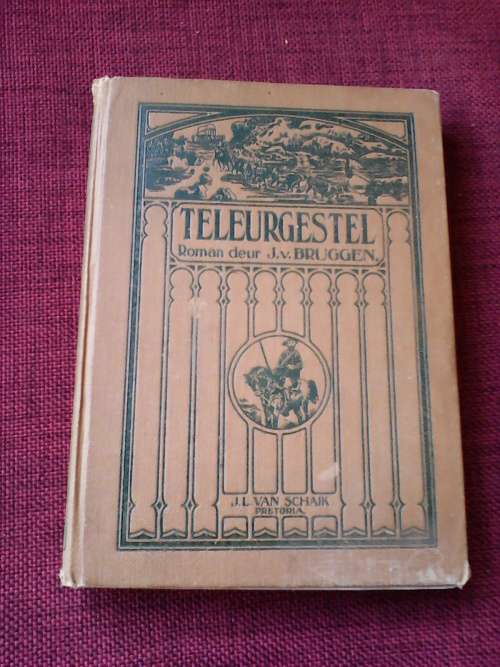 TELEURGESTEL
Roman deur J.v. BRUGGEN.
J.L. VAN SCHAIK
PRETORIA.